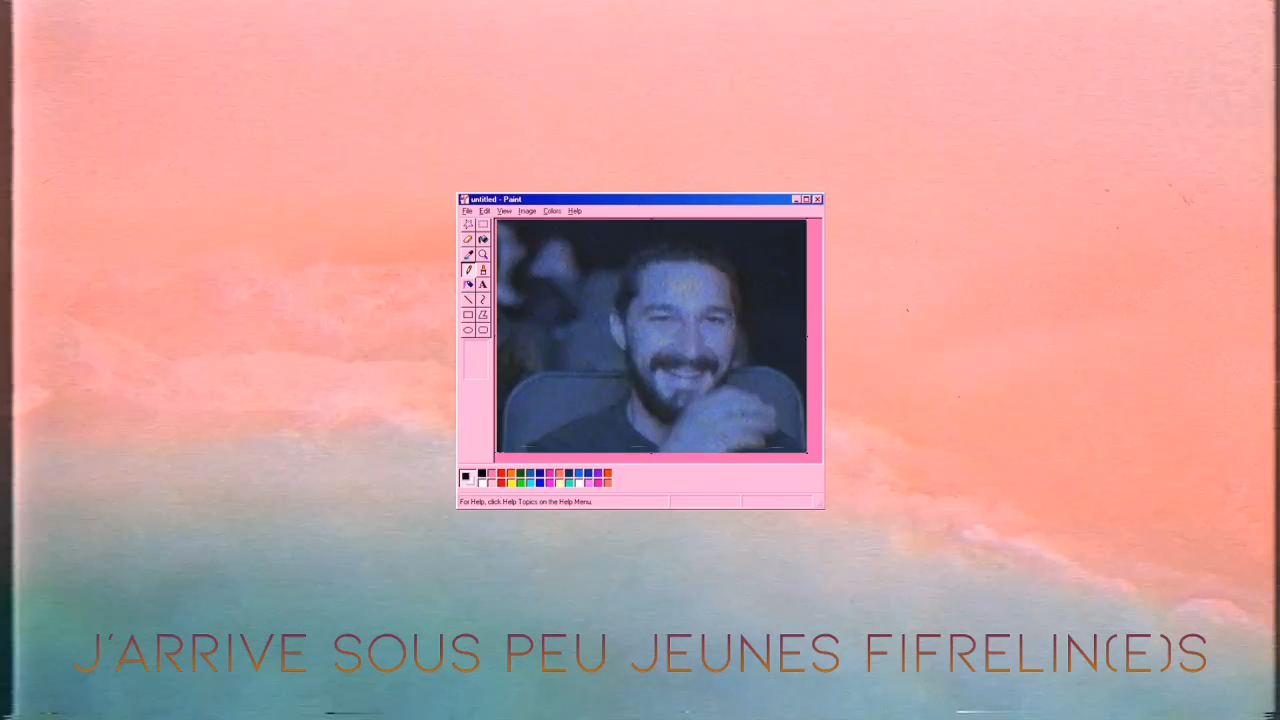 untitled - Paint
File Edit View Image Colors Help
A
For Help, click Help Topics on the Help Menu.
J'ARRIVE SOUS PEU JEUNES FIFRELIN(E)S